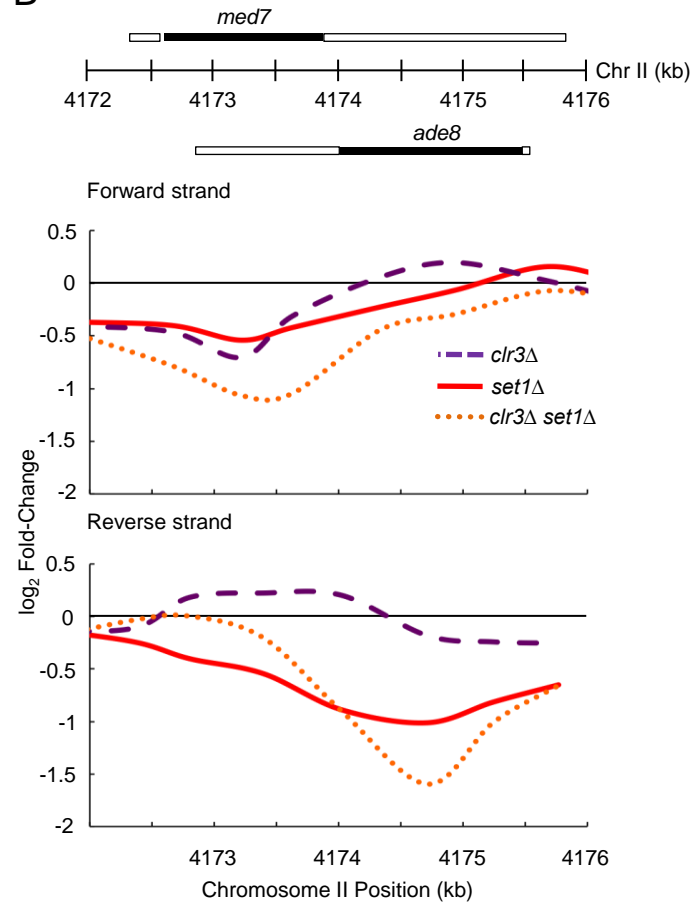 med7
Chr II (kb)
4172 4173 4174 4175 4176
ade8
Forward strand
0.5
0
-0.5
-1
-1.5
-2
clr3Δ
set1Δ
clr3Δ set1Δ
log2 Fold-Change
Reverse strand
0.5
0
-0.5
-1
-1.5
-2
4173 4174 4175 4176
Chromosome II Position (kb)